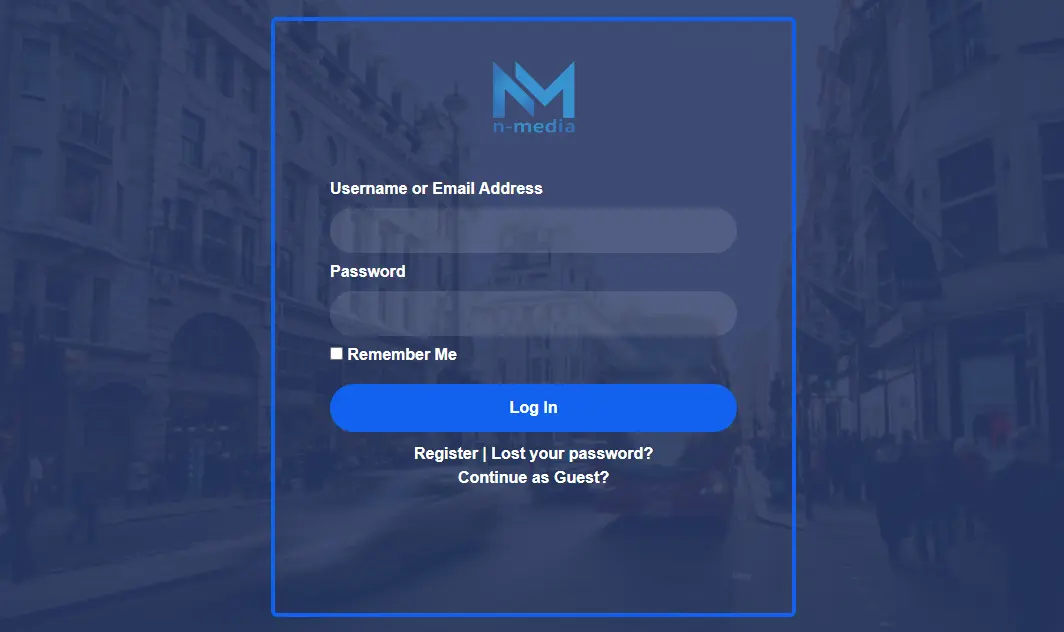 n-media
Username or Email Address
Password
Remember Me
Log In
Register | Lost your password?
Continue as Guest?